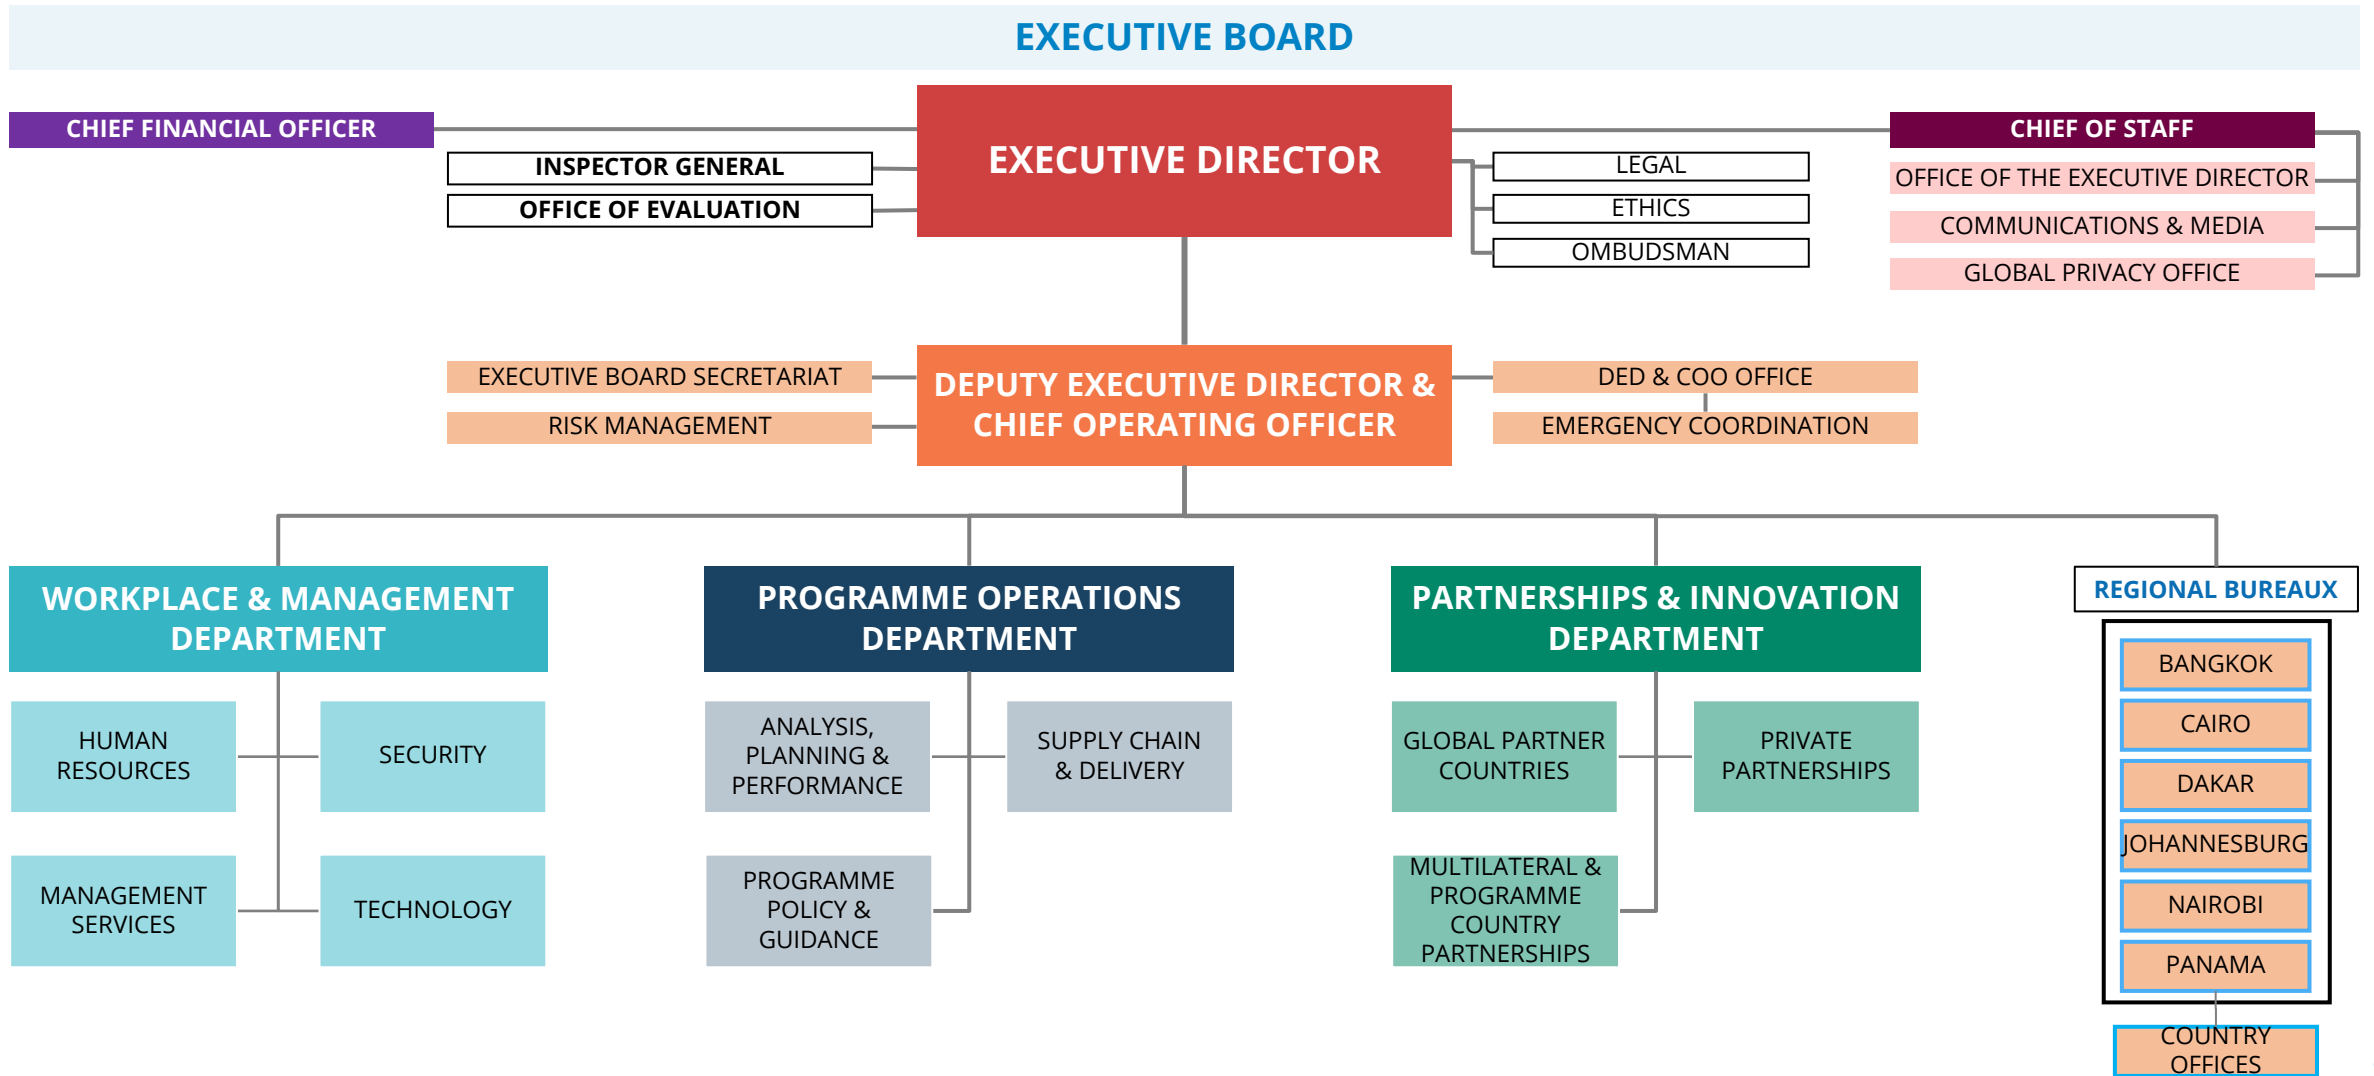 EXECUTIVE BOARD
CHIEF FINANCIAL OFFICER
INSPECTOR GENERAL
OFFICE OF EVALUATION
EXECUTIVE DIRECTOR
LEGAL
ETHICS
OMBUDSMAN
CHIEF OF STAFF
OFFICE OF THE EXECUTIVE DIRECTOR
COMMUNICATIONS & MEDIA
GLOBAL PRIVACY OFFICE
EXECUTIVE BOARD SECRETARIAT
RISK MANAGEMENT
DEPUTY EXECUTIVE DIRECTOR &
CHIEF OPERATING OFFICER
DED & COO OFFICE
EMERGENCY COORDINATION
WORKPLACE & MANAGEMENT
DEPARTMENT
HUMAN
RESOURCES
SECURITY
MANAGEMENT
SERVICES
TECHNOLOGY
PROGRAMME OPERATIONS
DEPARTMENT
ANALYSIS,
PLANNING &
PERFORMANCE
SUPPLY CHAIN
& DELIVERY
PROGRAMME
POLICY &
GUIDANCE
PARTNERSHIPS & INNOVATION
DEPARTMENT
GLOBAL PARTNER
COUNTRIES
PRIVATE
PARTNERSHIPS
MULTILATERAL &
PROGRAMME
COUNTRY
PARTNERSHIPS
REGIONAL BUREAUX
BANGKOK
CAIRO
DAKAR
JOHANNESBURG
NAIROBI
PANAMA
COUNTRY
OFFICES